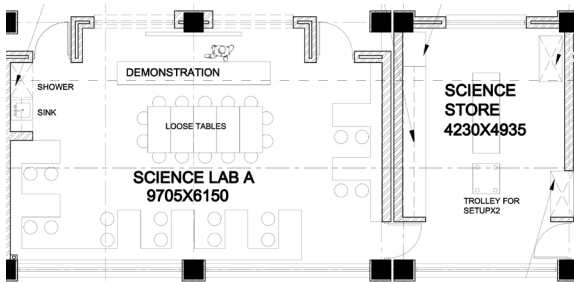 SHOWER
DEMONSTRATION
SINK
LOOSE TABLES
SCIENCE LAB A
9705X6150
SCIENCE
STORE
4230X4935
TROLLEY FOR
SETUPX2